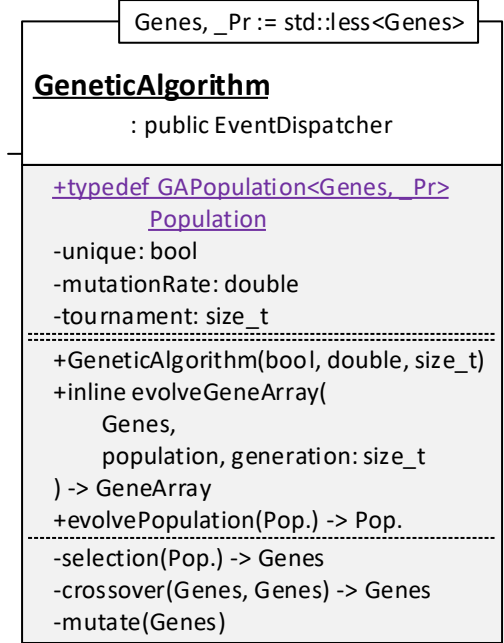 Genes, _Pr := std::less<Genes>
GeneticAlgorithm
: public EventDispatcher
+typedef GAPopulation<Genes, _Pr>
Population
-unique: bool
-mutationRate: double
-tournament: size_t
+GeneticAlgorithm(bool, double, size_t)
+inline evolveGeneArray(
Genes,
population, generation: size_t
) -> GeneArray
+evolvePopulation(Pop.) -> Pop.
-selection(Pop.) -> Genes
-crossover(Genes, Genes) -> Genes
-mutate(Genes)